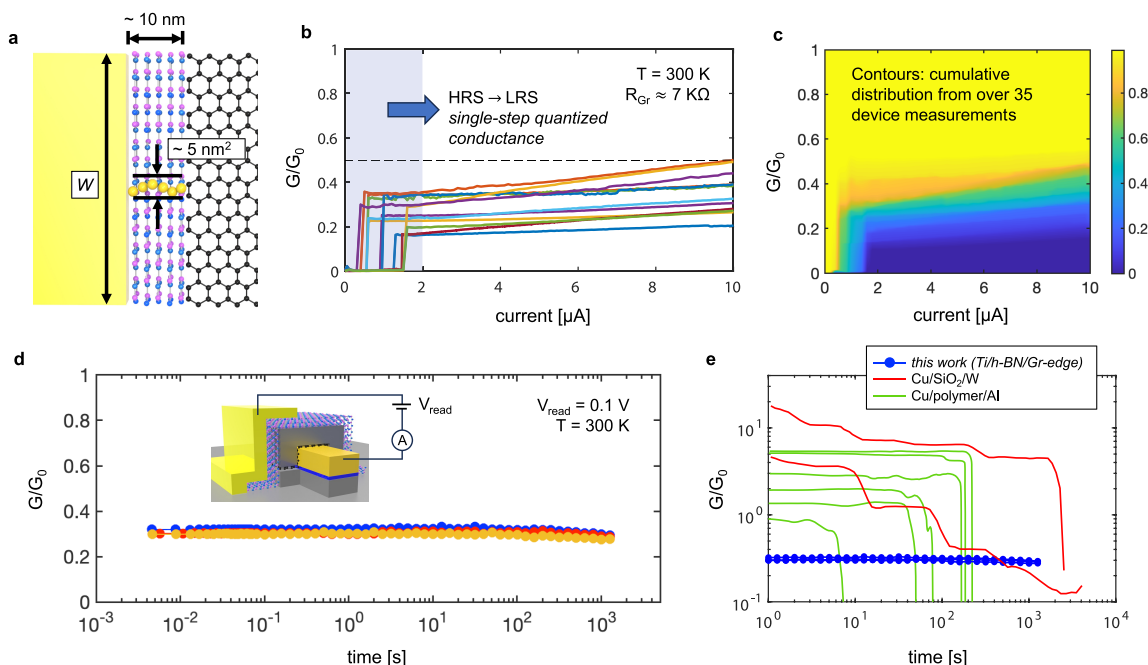 a
~ 10 nm
W
~ 5 nm²
b
T = 300 K
R_Gr ≈ 7 KΩ
HRS → LRS
single-step quantized
conductance
G/G₀
1
0.8
0.6
0.4
0.2
0
0 2 4 6 8 10
current [μA]
c
Contours: cumulative
distribution from over 35
device measurements
G/G₀
1
0.8
0.6
0.4
0.2
0
0 2 4 6 8 10
current [μA]
0.8
0.6
0.4
0.2
0
d
V_read
A
V_read = 0.1 V
T = 300 K
G/G₀
1
0.8
0.6
0.4
0.2
0
10⁻³ 10⁻² 10⁻¹ 10⁰ 10¹ 10² 10³
time [s]
e
this work (Ti/h-BN/Gr-edge)
Cu/SiO₂/W
Cu/polymer/Al
G/G₀
10¹
10⁰
10⁻¹
10⁰ 10¹ 10² 10³ 10⁴
time [s]